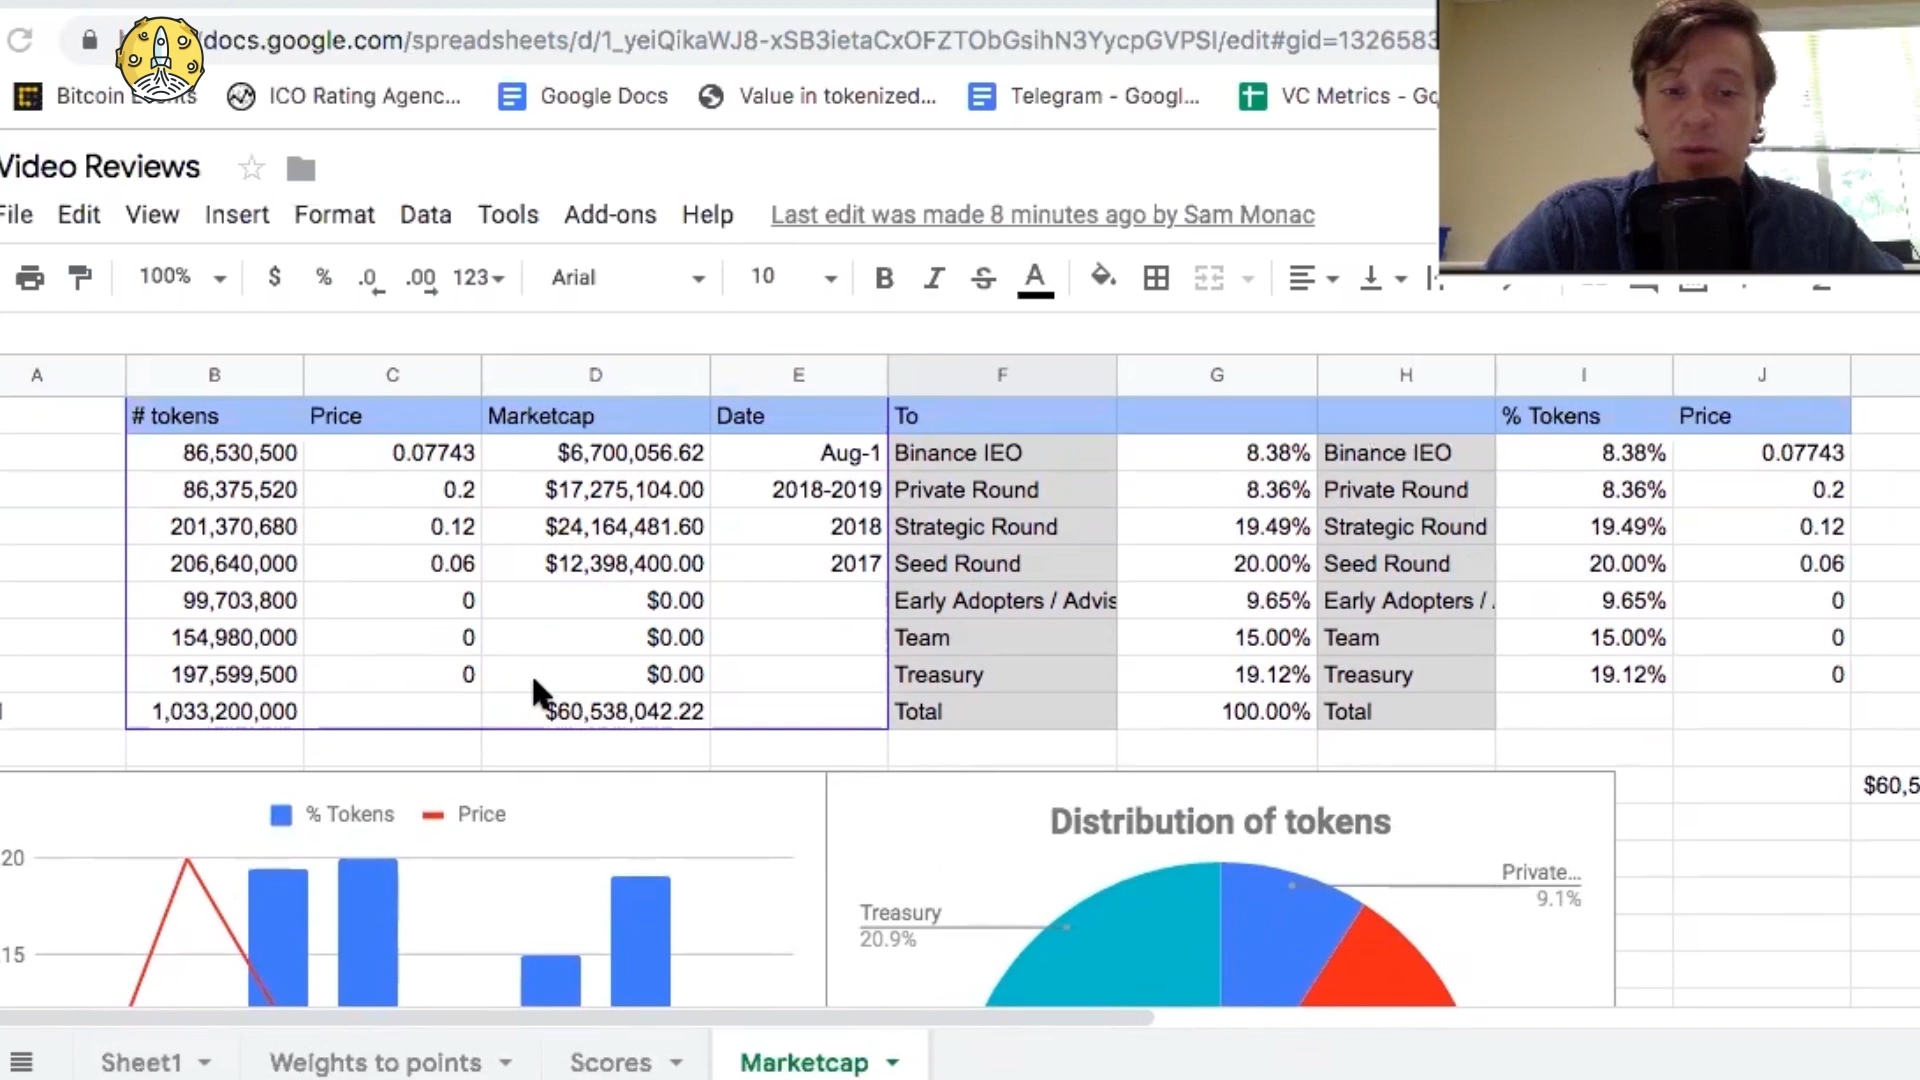 docs.google.com/spreadsheets/d/1_yeiQikaWJ8-xSB3ietaCxOFZTObGsihN3YycpGVPSI/edit#gid=1326583
Bitcoin ICO Rating Agenc... Google Docs Value in tokenized... Telegram - Googl... VC Metrics - Go
Video Reviews
File Edit View Insert Format Data Tools Add-ons Help Last edit was made 8 minutes ago by Sam Monac
100% $ % .0 .00 123 Arial 10 B I S A
A B C D E F G H I J
# tokens Price Marketcap Date To % Tokens Price
86,530,500 0.07743 $6,700,056.62 Aug-1 Binance IEO 8.38% Binance IEO 8.38% 0.07743
86,375,520 0.2 $17,275,104.00 2018-2019 Private Round 8.36% Private Round 8.36% 0.2
201,370,680 0.12 $24,164,481.60 2018 Strategic Round 19.49% Strategic Round 19.49% 0.12
206,640,000 0.06 $12,398,400.00 2017 Seed Round 20.00% Seed Round 20.00% 0.06
99,703,800 0 $0.00 Early Adopters / Advis 9.65% Early Adopters / . 9.65% 0
154,980,000 0 $0.00 Team 15.00% Team 15.00% 0
197,599,500 0 $0.00 Treasury 19.12% Treasury 19.12% 0
1,033,200,000 $60,538,042.22 Total 100.00% Total
$60,5
% Tokens Price
20
15
Distribution of tokens
Private...
9.1%
Treasury
20.9%
Sheet1 Weights to points Scores Marketcap